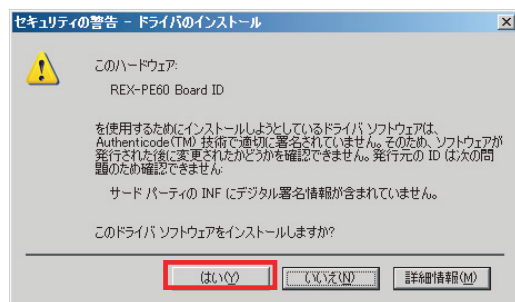 セキュリティの警告 - ドライバのインストール
このハードウェア:
REX-PE60 Board ID
を使用するためにインストールしようとしているドライバ ソフトウェアは、
Authenticode(TM) 技術で適切に署名されていません。そのため、ソフトウェアが
発行された後に変更されたかどうかを確認できません。発行元の ID は次の問
題のため確認できません:
サード パーティの INF にデジタル署名情報が含まれていません。
このドライバ ソフトウェアをインストールしますか?
はい(Y)
いいえ(N)
詳細情報(M)